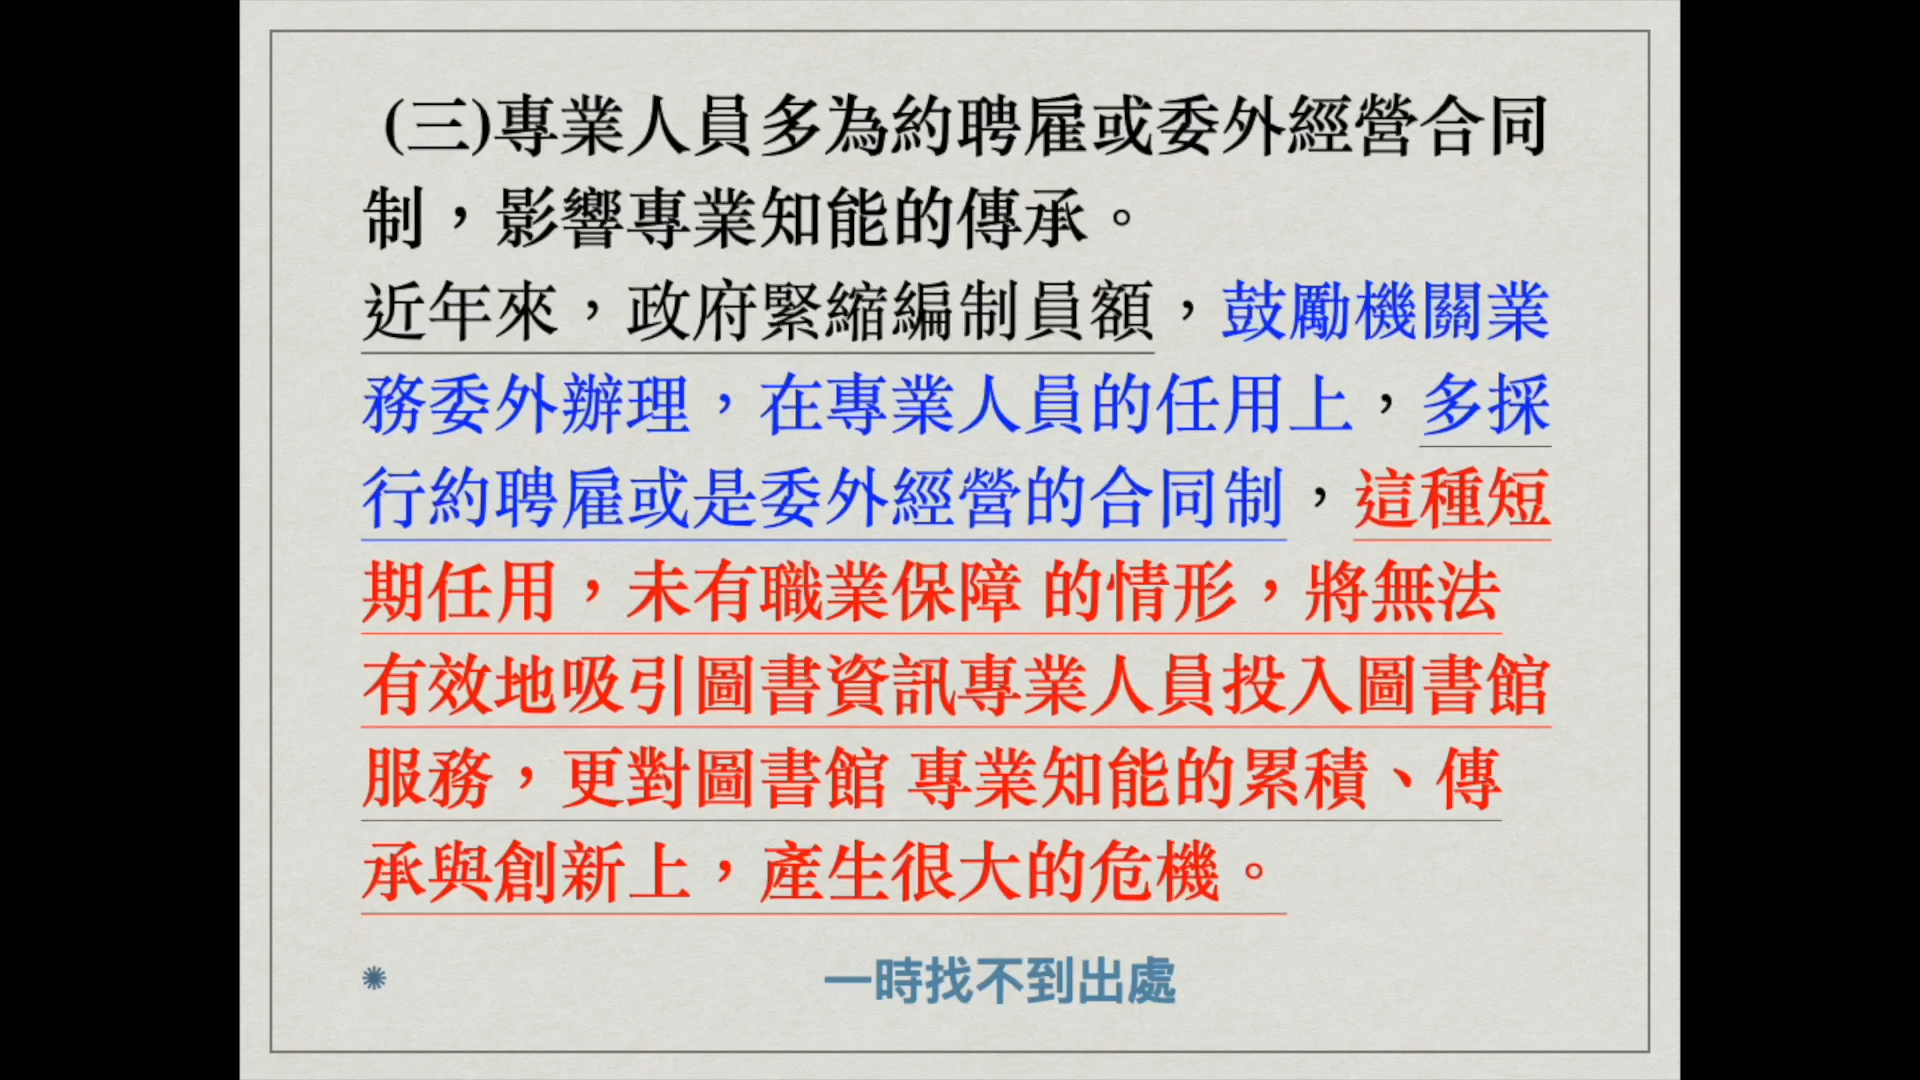 (三)專業人員多為約聘雇或委外經營合同
制，影響專業知能的傳承。
近年來，政府緊縮編制員額，鼓勵機關業
務委外辦理，在專業人員的任用上，多採
行約聘雇或是委外經營的合同制，這種短
期任用，未有職業保障 的情形，將無法
有效地吸引圖書資訊專業人員投入圖書館
服務，更對圖書館 專業知能的累積、傳
承與創新上，產生很大的危機。
一時找不到出處